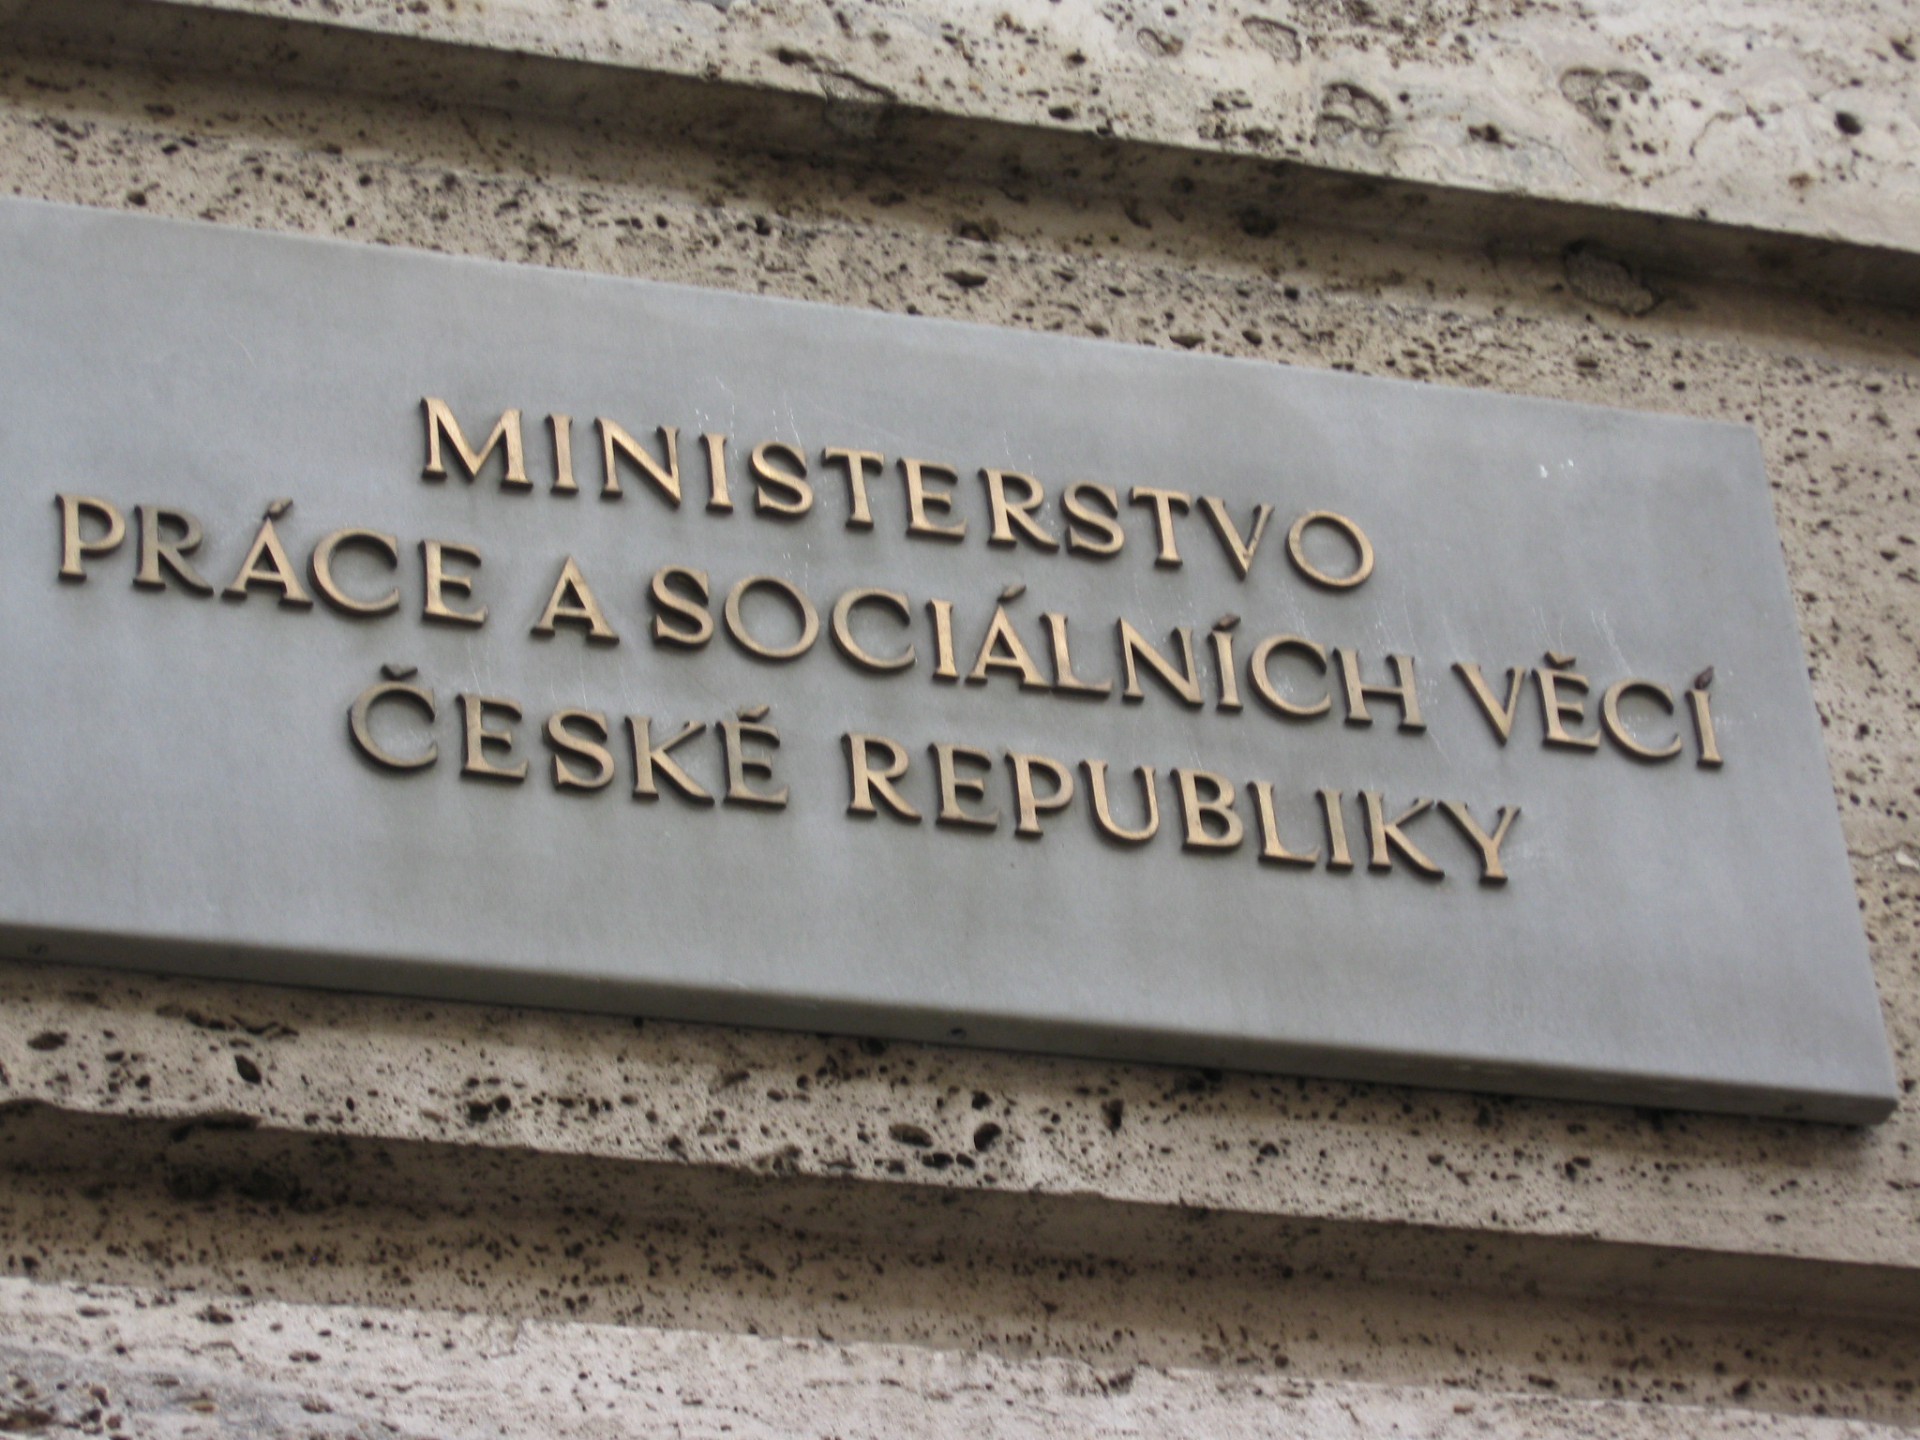 MINISTERSTVO
PRÁCE A SOCIÁLNÍCH VĚCÍ
ČESKÉ REPUBLIKY